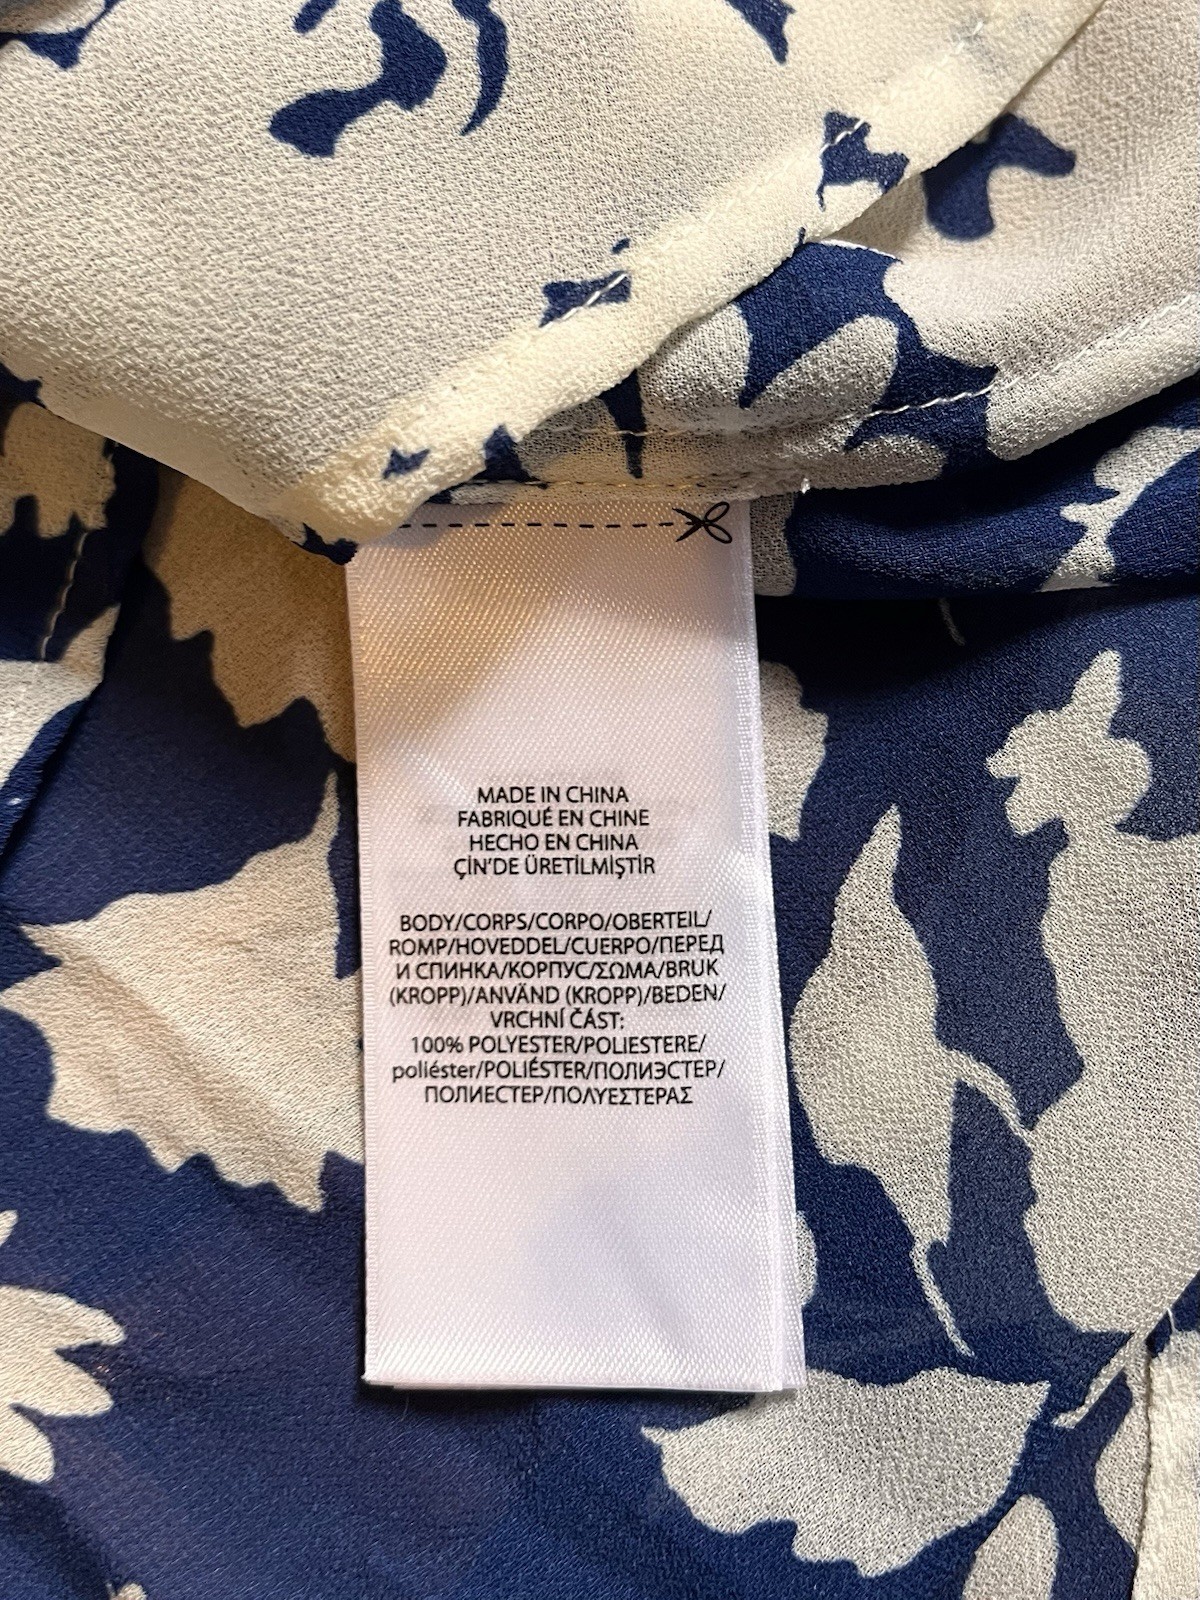 MADE IN CHINA
FABRIQUÉ EN CHINE
HECHO EN CHINA
ÇİN'DE ÜRETİLMİŞTİR
BODY/CORPS/CORPO/OBERTEIL/
ROMP/HOVEDDEL/CUERPO/ПЕРЕД
И СПИНКА/КОРПУС/ΣΩΜΑ/BRUK
(KROPP)/ANVÄND (KROPP)/BEDEN/
VRCHNÍ ČÁST:
100% POLYESTER/POLIESTERE/
poliéster/POLIÉSTER/ПОЛИЭСТЕР/
ПОЛИЕСТЕР/ΠΟΛΥΕΣΤΕΡΑΣ